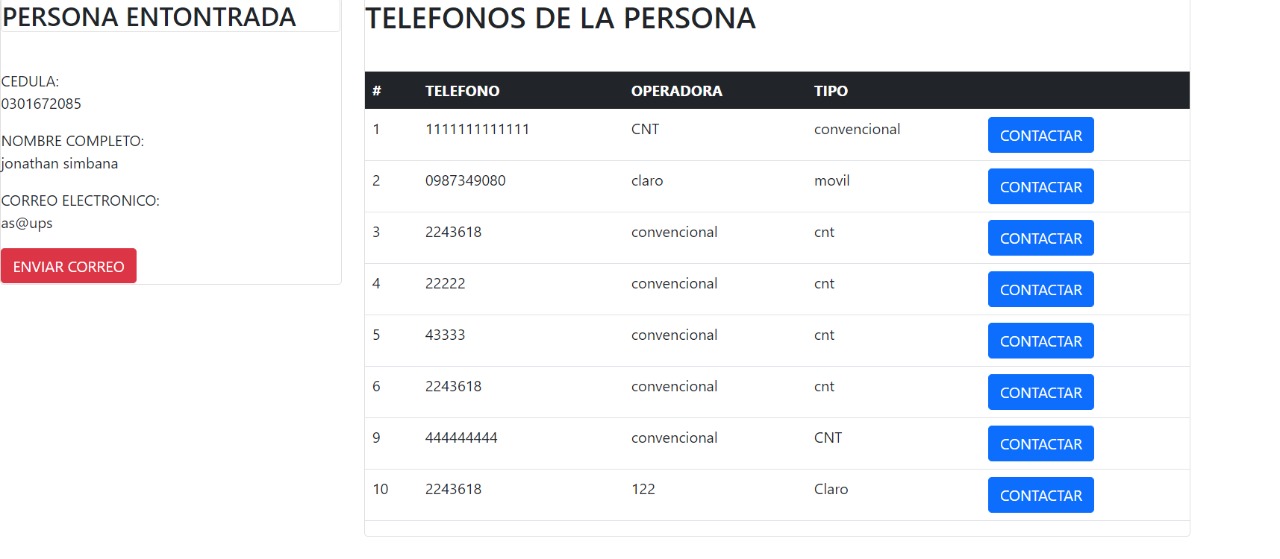 PERSONA ENTONTRADA
CEDULA:
0301672085
NOMBRE COMPLETO:
jonathan simbana
CORREO ELECTRONICO:
as@ups
ENVIAR CORREO
TELEFONOS DE LA PERSONA
# TELEFONO OPERADORA TIPO
1 1111111111111 CNT convencional CONTACTAR
2 0987349080 claro movil CONTACTAR
3 2243618 convencional cnt CONTACTAR
4 22222 convencional cnt CONTACTAR
5 43333 convencional cnt CONTACTAR
6 2243618 convencional cnt CONTACTAR
9 444444444 convencional CNT CONTACTAR
10 2243618 122 Claro CONTACTAR